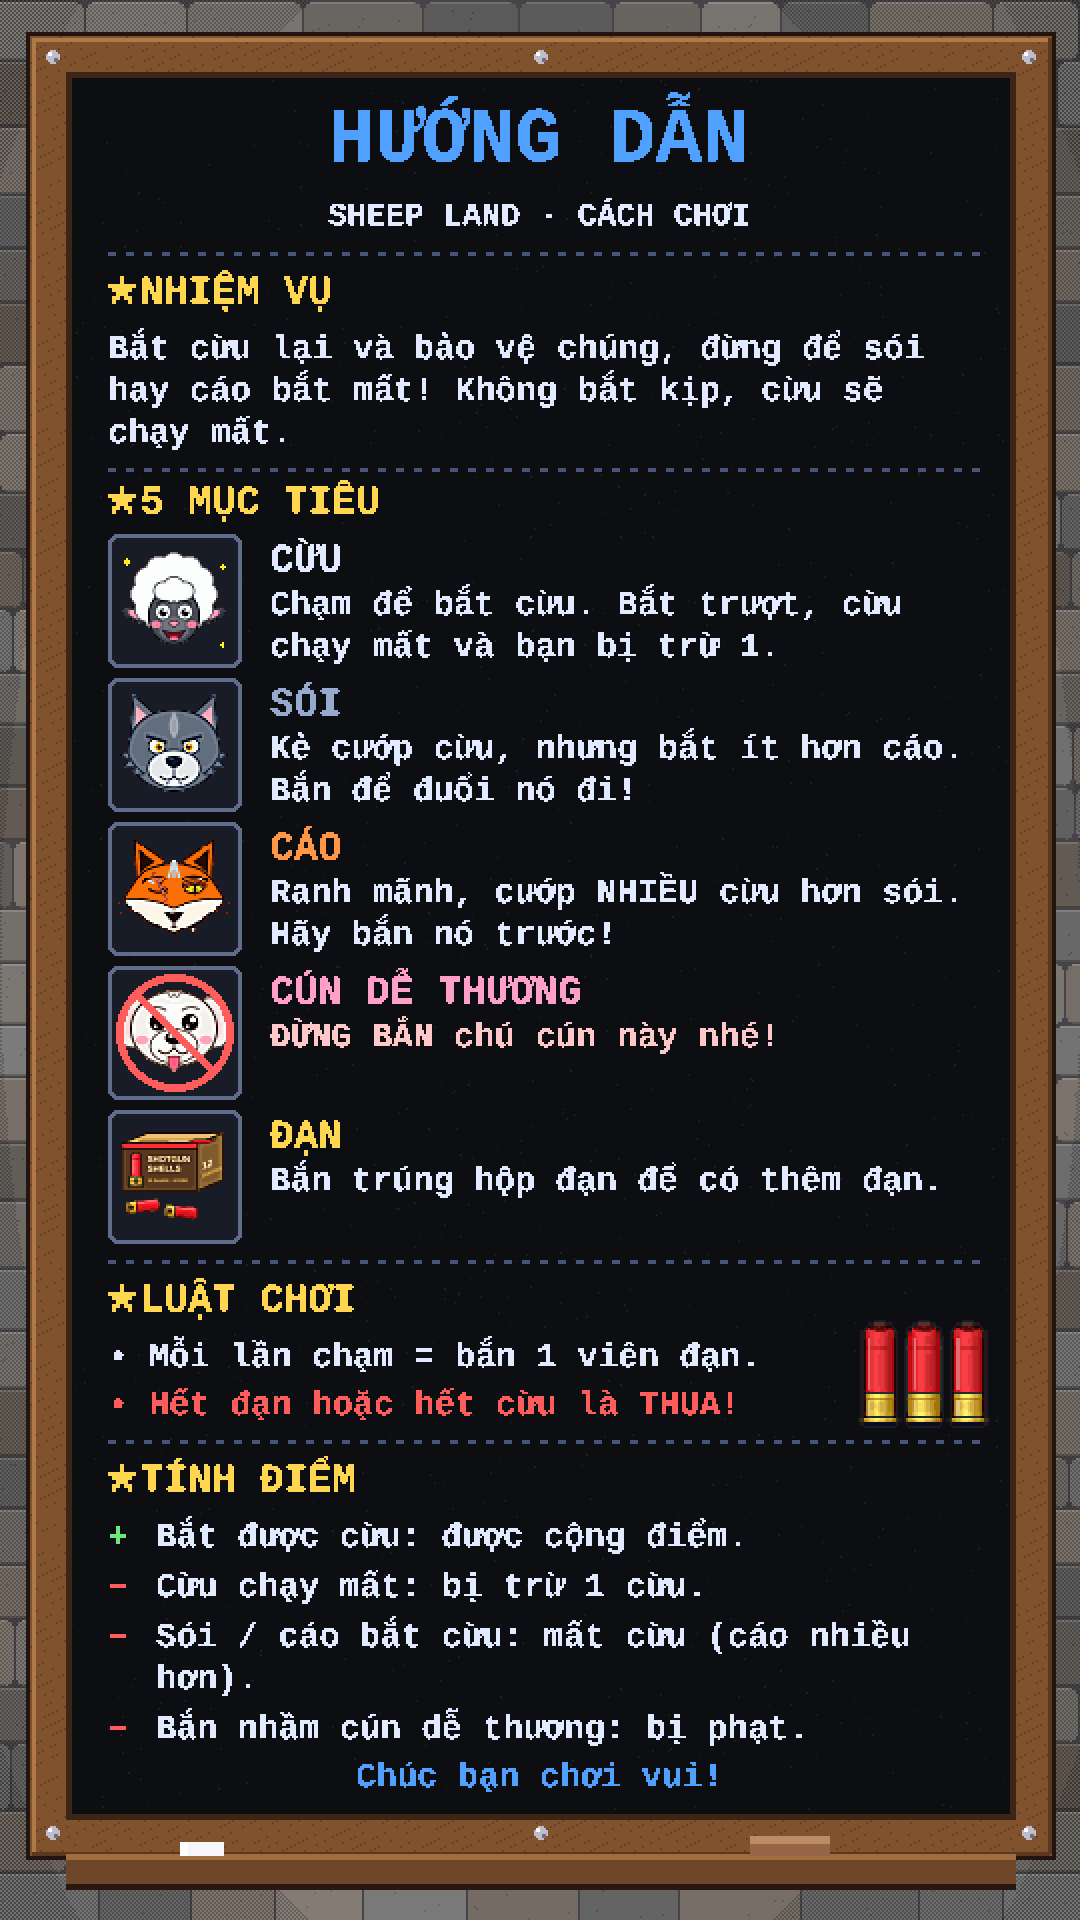 HƯỚNG DẪN
SHEEP LAND · CÁCH CHƠI
★NHIỆM VỤ
Bắt cừu lại và bảo vệ chúng, đừng để sói
hay cáo bắt mất! Không bắt kịp, cừu sẽ
chạy mất.
★5 MỤC TIÊU
CỪU
Chạm để bắt cừu. Bắt trượt, cừu
chạy mất và bạn bị trừ 1.
SÓI
Kẻ cướp cừu, nhưng bắt ít hơn cáo.
Bắn để đuổi nó đi!
CÁO
Ranh mãnh, cướp NHIỀU cừu hơn sói.
Hãy bắn nó trước!
CÚN DỄ THƯƠNG
ĐỪNG BẮN chú cún này nhé!
SHOTGUN
SHELLS
12
ĐẠN
Bắn trúng hộp đạn để có thêm đạn.
★LUẬT CHƠI
• Mỗi lần chạm = bắn 1 viên đạn.
• Hết đạn hoặc hết cừu là THUA!
★TÍNH ĐIỂM
+ Bắt được cừu: được cộng điểm.
− Cừu chạy mất: bị trừ 1 cừu.
− Sói / cáo bắt cừu: mất cừu (cáo nhiều
hơn).
− Bắn nhầm cún dễ thương: bị phạt.
Chúc bạn chơi vui!